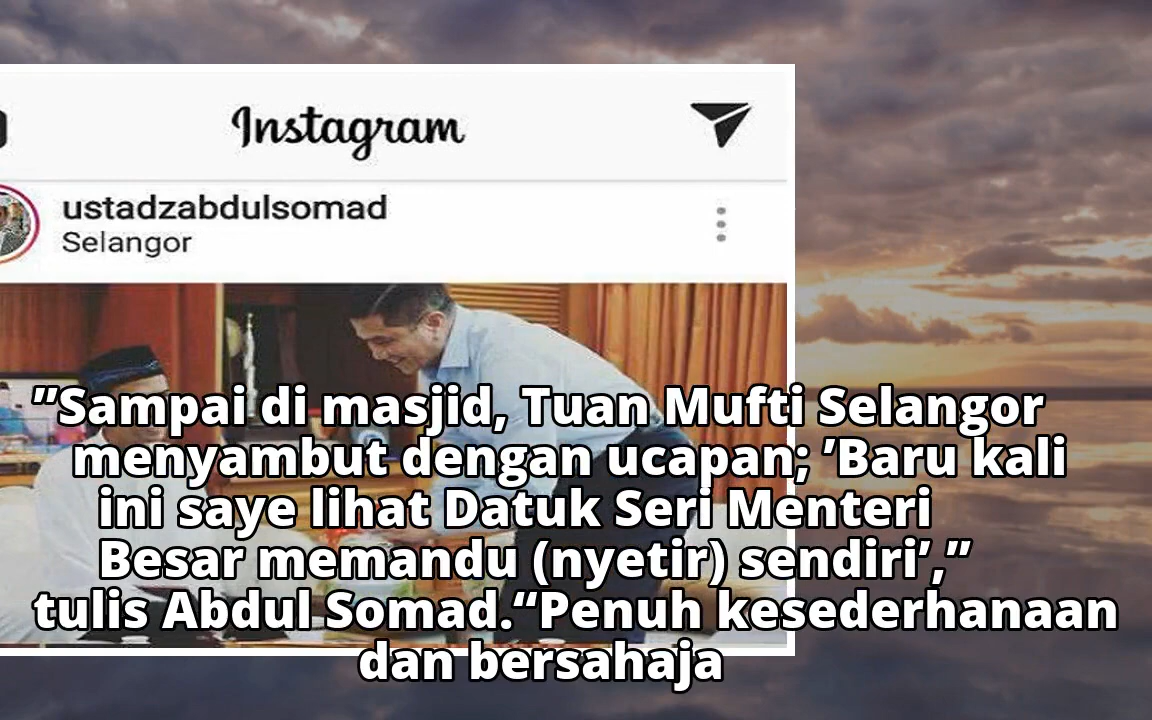 Instagram
ustadzabdulsomad
Selangor
”Sampai di masjid, Tuan Mufti Selangor
menyambut dengan ucapan; ’Baru kali
ini saye lihat Datuk Seri Menteri
Besar memandu (nyetir) sendiri’,”
tulis Abdul Somad.“Penuh kesederhanaan
dan bersahaja